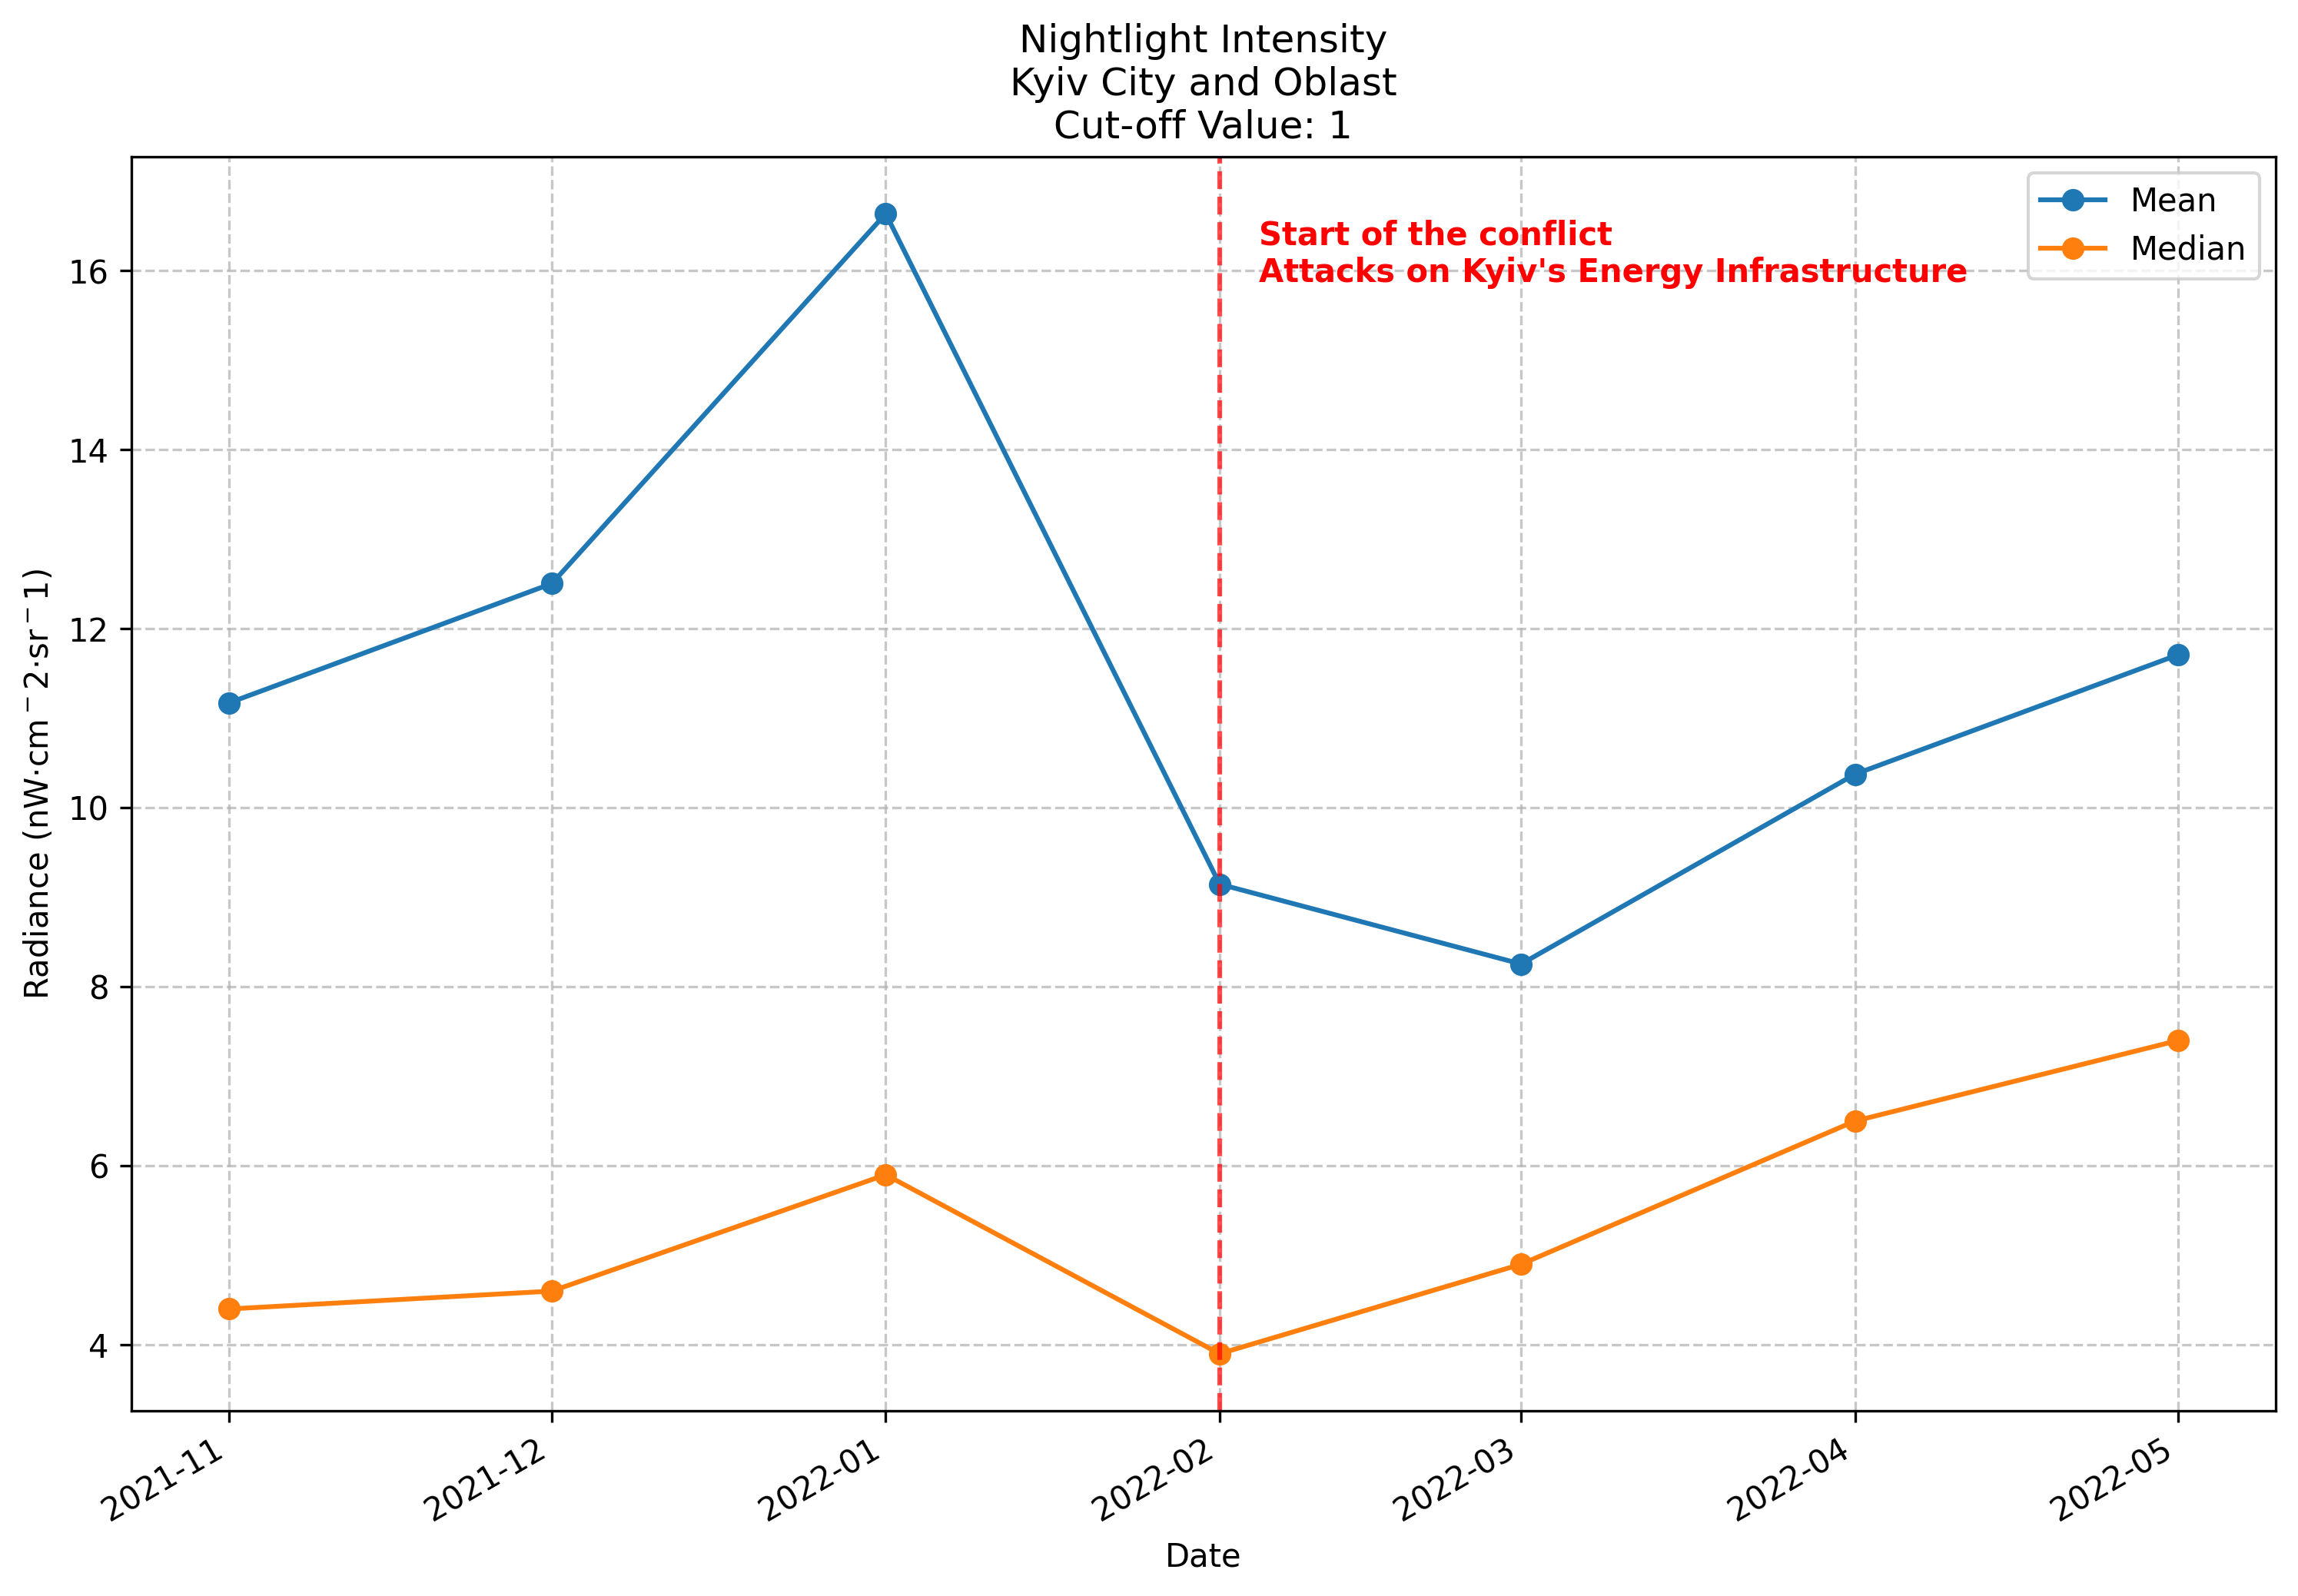 Nightlight Intensity
Kyiv City and Oblast
Cut-off Value: 1
Mean
Median
Start of the conflict
Attacks on Kyiv's Energy Infrastructure
Radiance (nW·cm⁻2·sr⁻1)
16
14
12
10
8
6
4
2021-11
2021-12
2022-01
2022-02
2022-03
2022-04
2022-05
Date